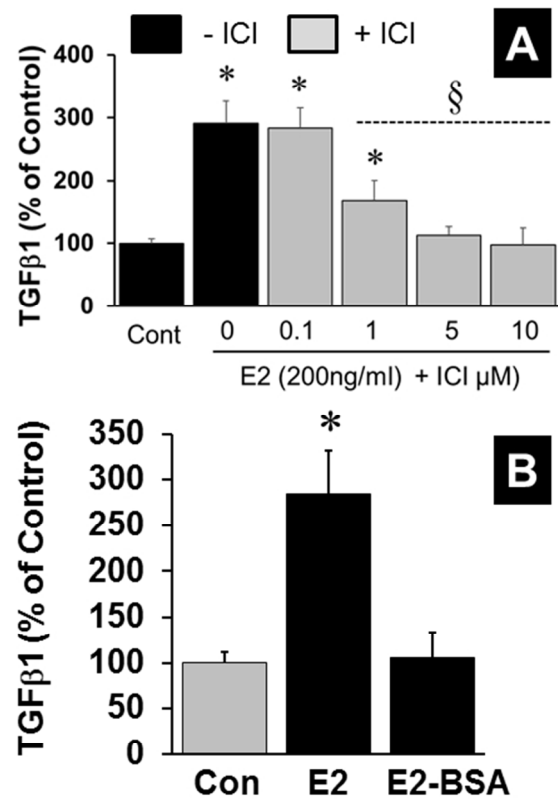 - ICI + ICI
A
TGFβ1 (% of Control)
400
300
200
100
0
*
*
*
§
Cont 0 0.1 1 5 10
E2 (200ng/ml) + ICI µM)
B
TGFβ1 (% of Control)
350
300
250
200
150
100
50
0
*
Con E2 E2-BSA